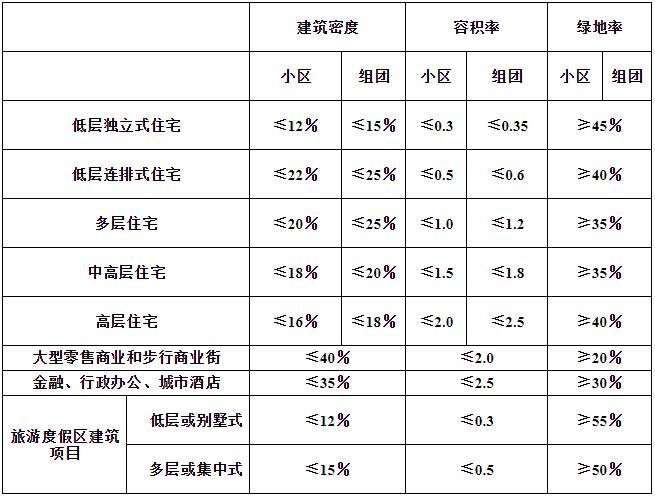 建筑密度 容积率 绿地率
小区 组团 小区 组团 小区 组团
低层独立式住宅 ≤12% ≤15% ≤0.3 ≤0.35 ≥45%
低层连排式住宅 ≤22% ≤25% ≤0.5 ≤0.6 ≥40%
多层住宅 ≤20% ≤25% ≤1.0 ≤1.2 ≥35%
中高层住宅 ≤18% ≤20% ≤1.5 ≤1.8 ≥35%
高层住宅 ≤16% ≤18% ≤2.0 ≤2.5 ≥40%
大型零售商业和步行商业街 ≤40% ≤2.0 ≥20%
金融、行政办公、城市酒店 ≤35% ≤2.5 ≥30%
旅游度假区建筑
项目
低层或别墅式 ≤12% ≤0.3 ≥55%
多层或集中式 ≤15% ≤0.5 ≥50%